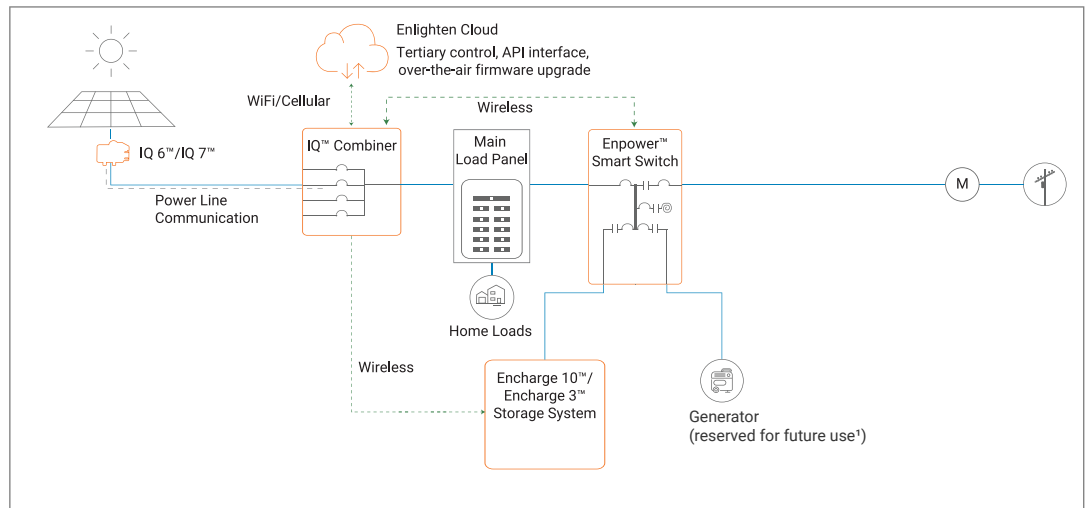 Enlighten Cloud
Tertiary control, API interface,
over-the-air firmware upgrade
WiFi/Cellular
Wireless
IQ 6™/IQ 7™
IQ™ Combiner
Main
Load Panel
Enpower™
Smart Switch
M
Power Line
Communication
Home Loads
Wireless
Encharge 10™/
Encharge 3™
Storage System
Generator
(reserved for future use¹)